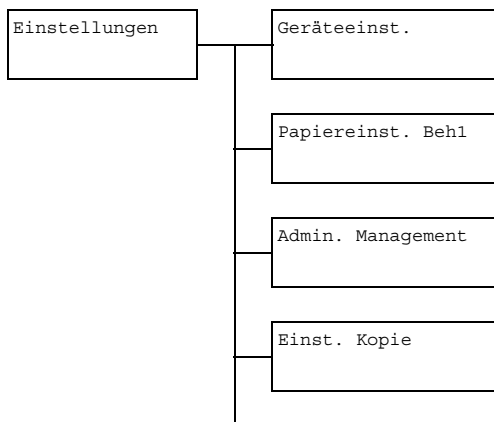 Einstellungen
Geräteeinst.
Papiereinst. Beh1
Admin. Management
Einst. Kopie